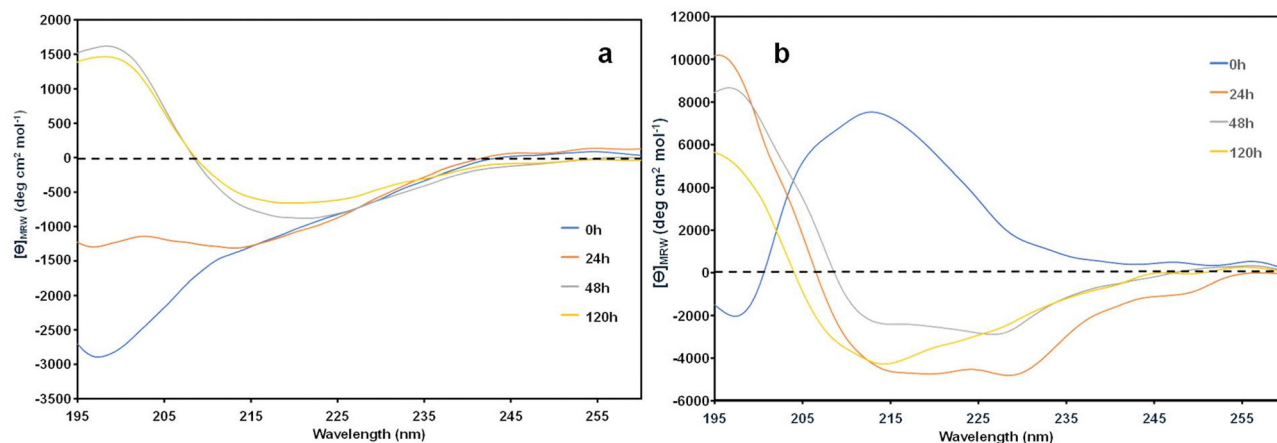 a
2000
1500
1000
500
0
-500
-1000
-1500
-2000
-2500
-3000
-3500
[Θ]MRW (deg cm² mol⁻¹)
0h
24h
48h
120h
195 205 215 225 235 245 255
Wavelength (nm)
b
12000
10000
8000
6000
4000
2000
0
-2000
-4000
-6000
[Θ]MRW (deg cm² mol⁻¹)
0h
24h
48h
120h
195 205 215 225 235 245 255
Wavelength (nm)